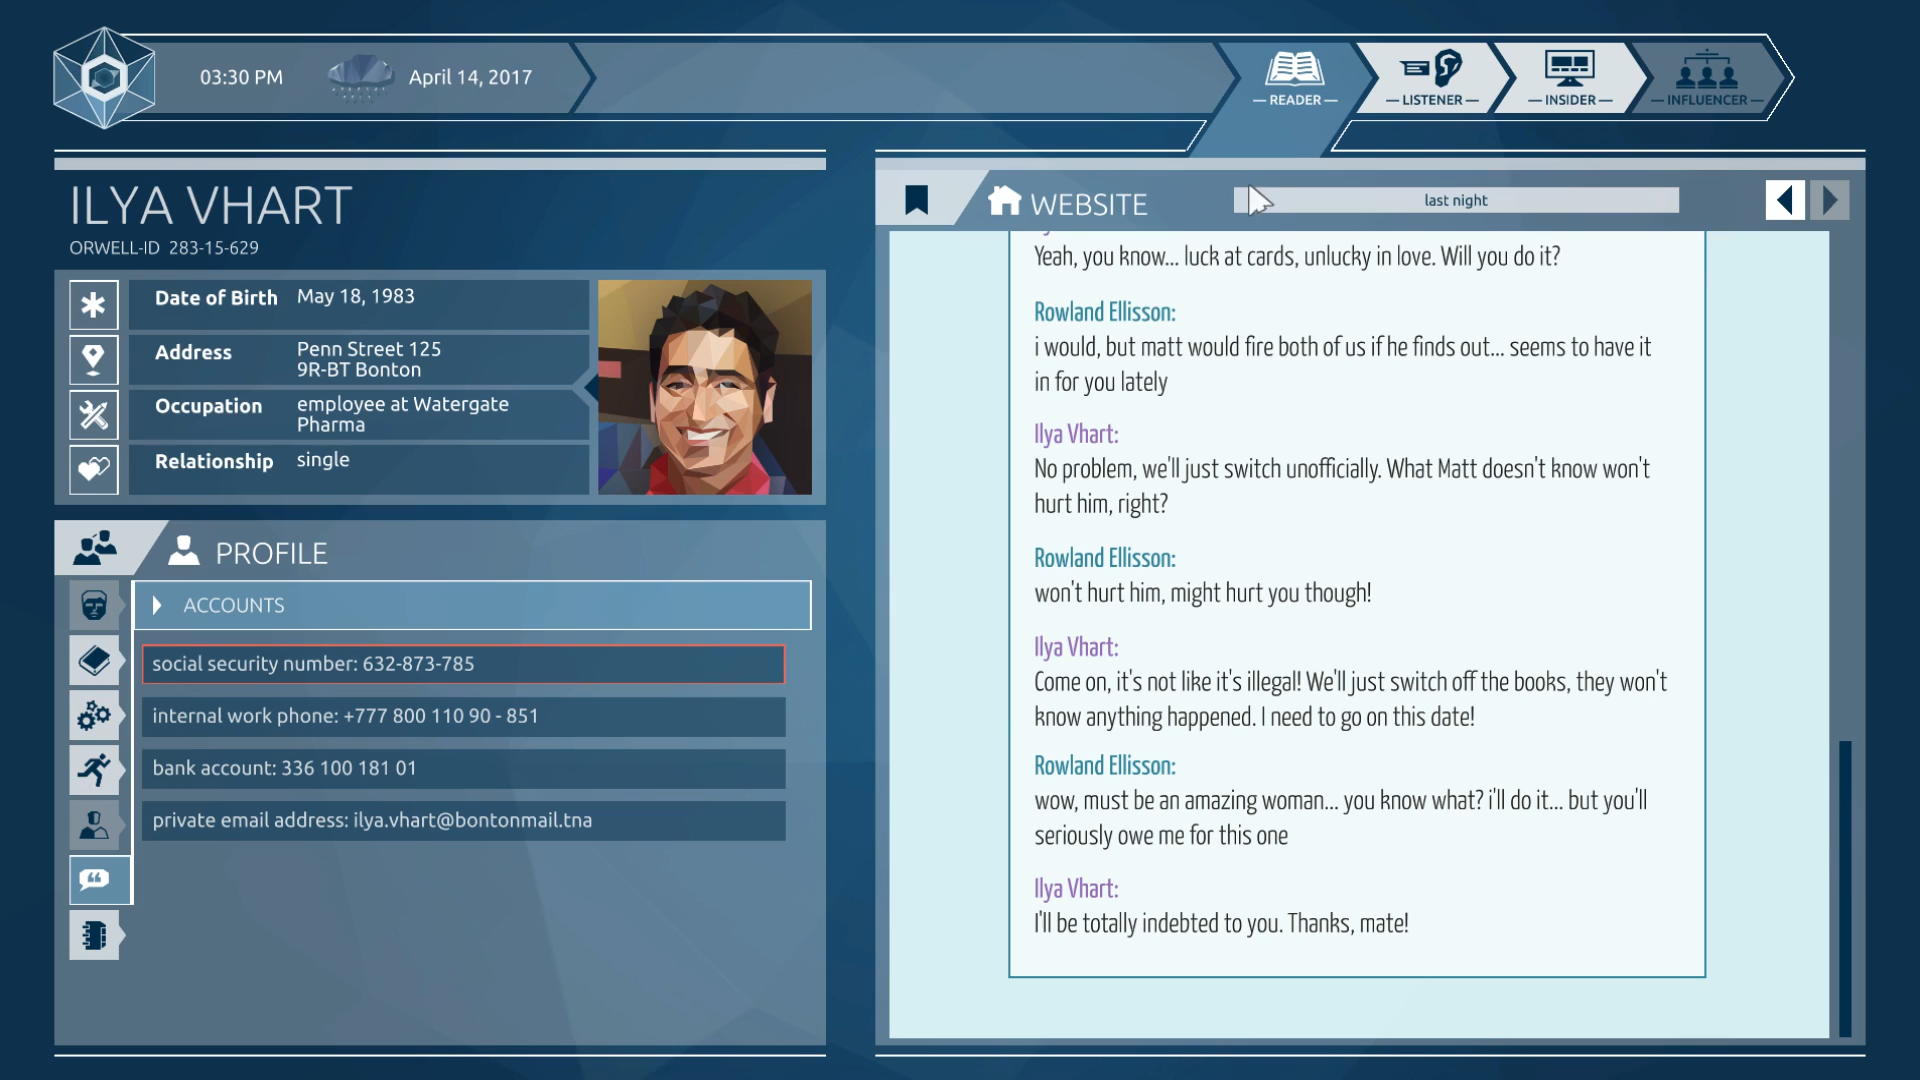 03:30 PM
April 14, 2017
READER
LISTENER
INSIDER
INFLUENCER
ILYA VHART
ORWELL-ID 283-15-629
Date of Birth May 18, 1983
Address Penn Street 125
9R-BT Bonton
Occupation employee at Watergate
Pharma
Relationship single
PROFILE
ACCOUNTS
social security number: 632-873-785
internal work phone: +777 800 110 90 - 851
bank account: 336 100 181 01
private email address: ilya.vhart@bontonmail.tna
WEBSITE
last night
Yeah, you know... luck at cards, unlucky in love. Will you do it?
Rowland Ellisson:
i would, but matt would fire both of us if he finds out... seems to have it
in for you lately
Ilya Vhart:
No problem, we'll just switch unofficially. What Matt doesn't know won't
hurt him, right?
Rowland Ellisson:
won't hurt him, might hurt you though!
Ilya Vhart:
Come on, it's not like it's illegal! We'll just switch off the books, they won't
know anything happened. I need to go on this date!
Rowland Ellisson:
wow, must be an amazing woman... you know what? i'll do it... but you'll
seriously owe me for this one
Ilya Vhart:
I'll be totally indebted to you. Thanks, mate!